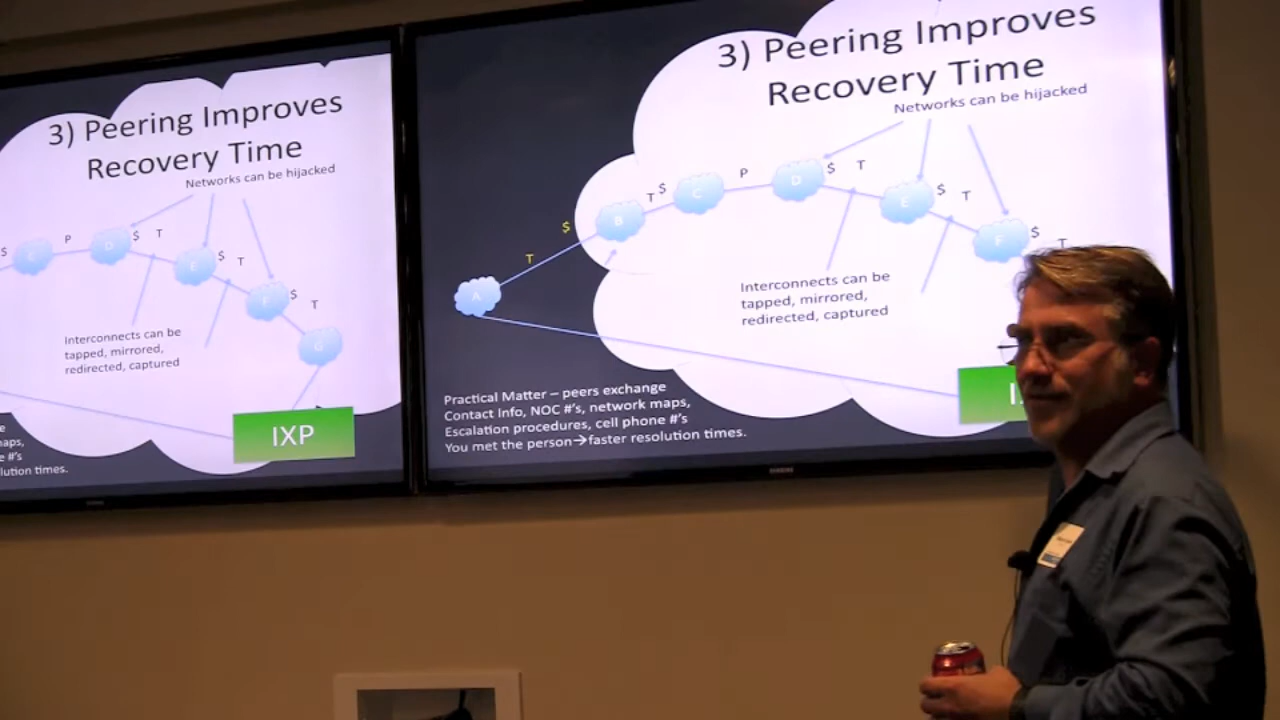 3) Peering Improves
Recovery Time
Networks can be hijacked
$
P
D
$
T
E
$
T
F
$
T
G
Interconnects can be
tapped, mirrored,
redirected, captured
IXP
#'s
lution times.
3) Peering Improves
Recovery Time
Networks can be hijacked
A
T
$
B
T
$
C
P
D
$
T
E
$
T
F
$
T
Interconnects can be
tapped, mirrored,
redirected, captured
Practical Matter – peers exchange
Contact Info, NOC #'s, network maps,
Escalation procedures, cell phone #'s
You met the person→faster resolution times.